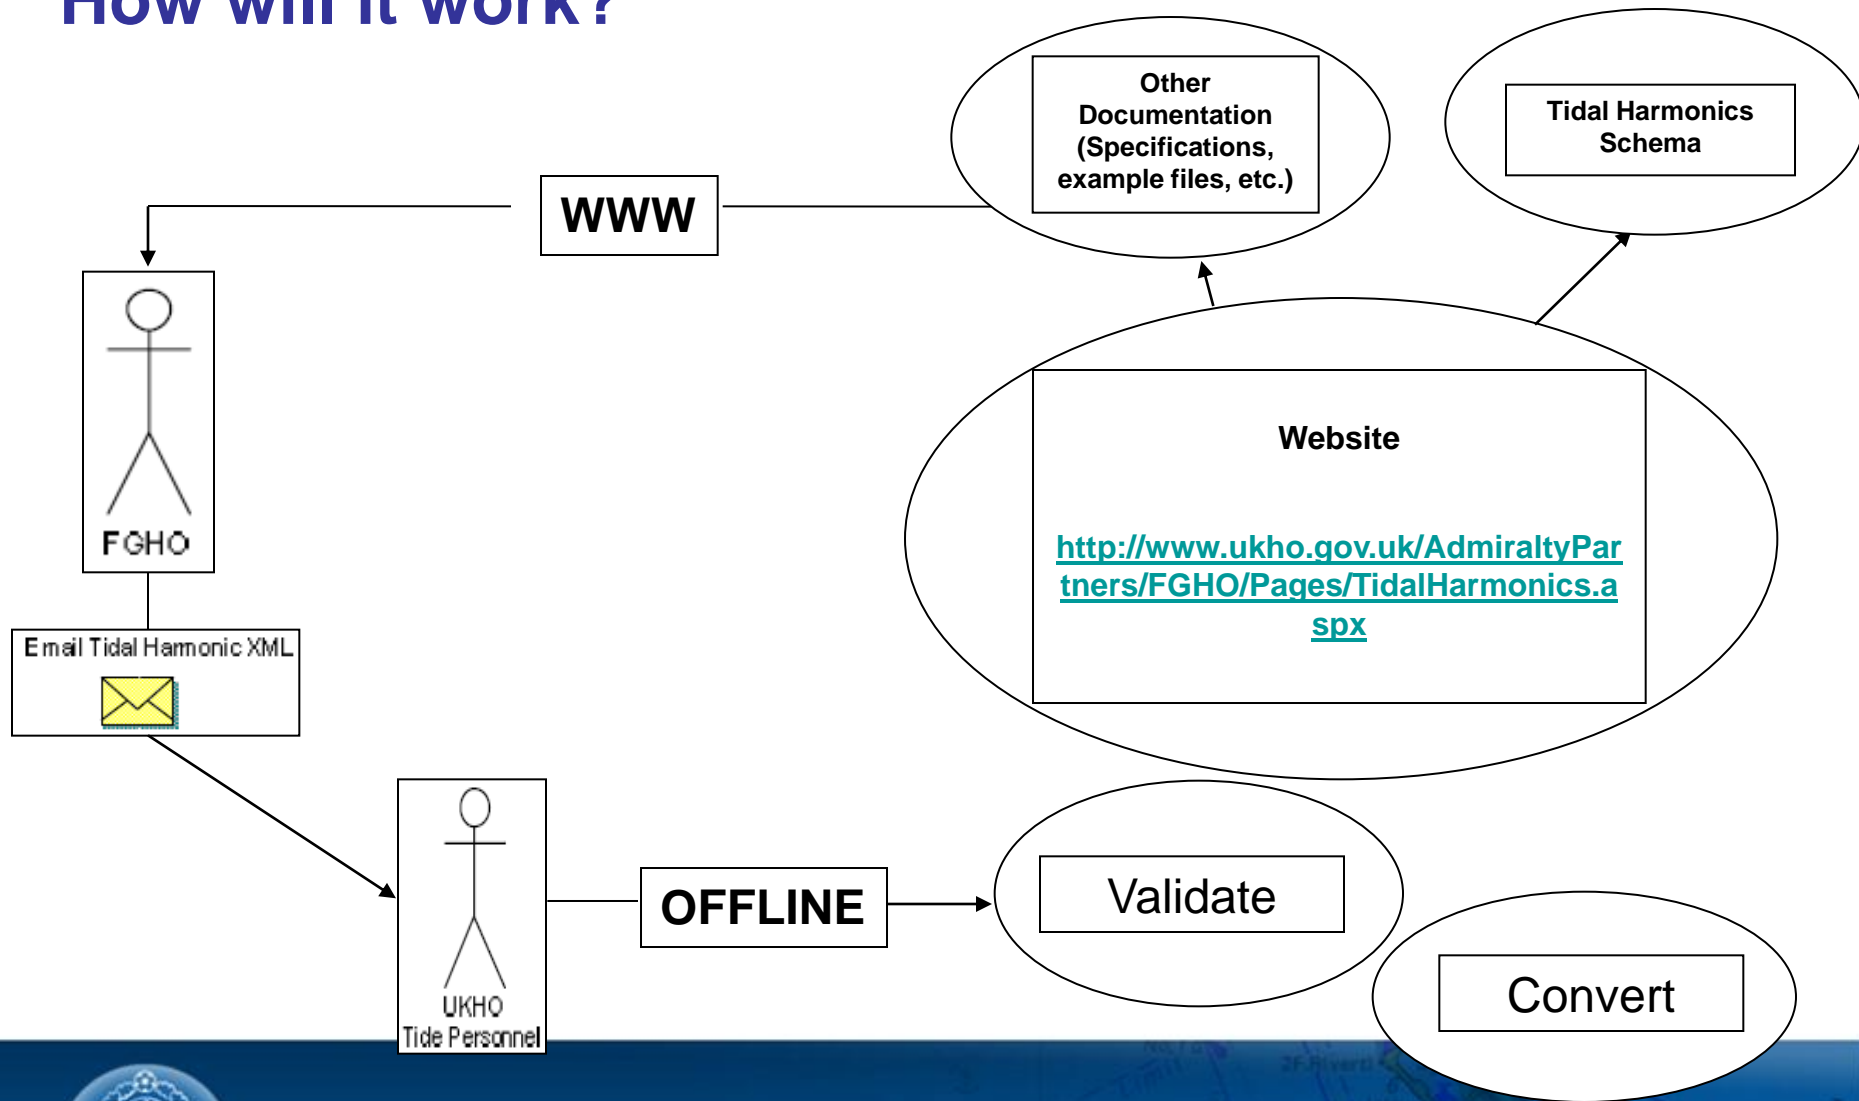 How will it work?
Other
Documentation
(Specifications,
example files, etc.)
Tidal Harmonics
Schema
WWW
FGHO
Website
http://www.ukho.gov.uk/AdmiraltyPar
tners/FGHO/Pages/TidalHarmonics.a
spx
Email Tidal Harmonic XML
UKHO
Tide Personnel
OFFLINE
Validate
Convert